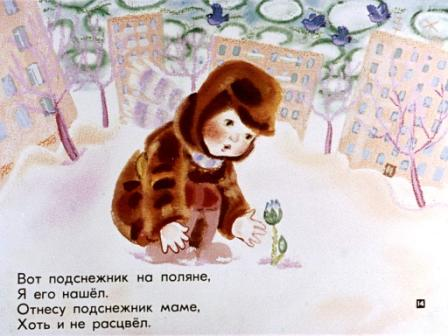 Вот подснежник на поляне,
Я его нашёл.
Отнесу подснежник маме,
Хоть и не расцвёл.
14